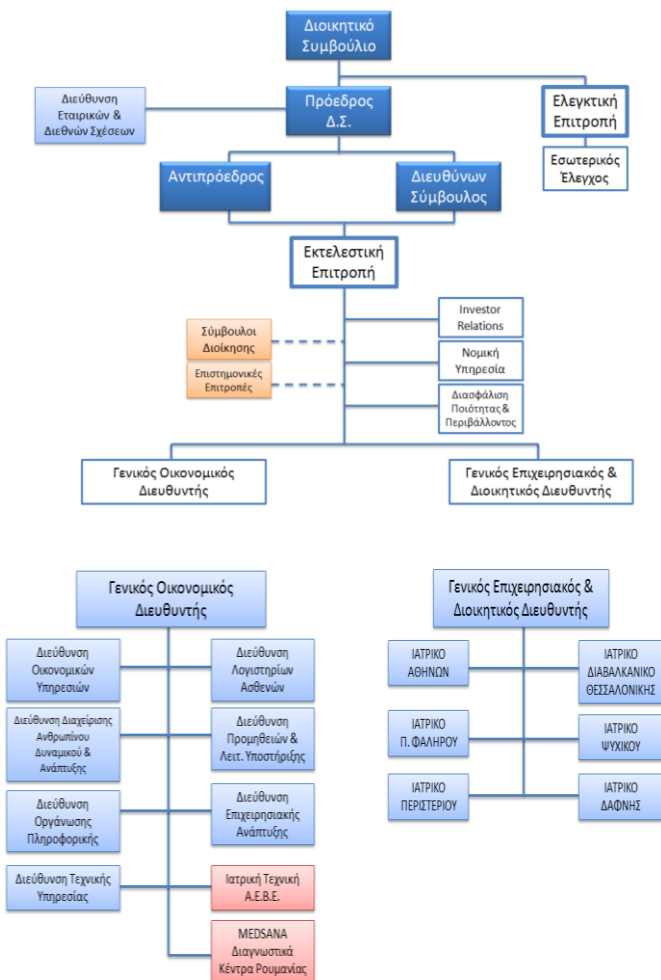 Διοικητικό
Συμβούλιο
Διεύθυνση
Εταιρικών &
Διεθνών Σχέσεων
Πρόεδρος
Δ.Σ.
Ελεγκτική
Επιτροπή
Εσωτερικός
Έλεγχος
Αντιπρόεδρος
Διευθύνων
Σύμβουλος
Εκτελεστική
Επιτροπή
Investor
Relations
Σύμβουλοι
Διοίκησης
Νομική
Υπηρεσία
Επιστημονικές
Επιτροπές
Διασφάλιση
Ποιότητας &
Περιβάλλοντος
Γενικός Οικονομικός
Διευθυντής
Γενικός Επιχειρησιακός &
Διοικητικός Διευθυντής
Γενικός Οικονομικός
Διευθυντής
Διεύθυνση
Οικονομικών
Υπηρεσιών
Διεύθυνση
Λογιστηρίων
Ασθενών
Διεύθυνση Διαχείρισης
Ανθρωπίνου
Δυναμικού &
Ανάπτυξης
Διεύθυνση
Προμηθειών &
Λειτ. Υποστήριξης
Διεύθυνση
Οργάνωσης
Πληροφορικής
Διεύθυνση
Επιχειρησιακής
Ανάπτυξης
Διεύθυνση Τεχνικής
Υπηρεσίας
Ιατρική Τεχνική
Α.Ε.Β.Ε.
MEDSANA
Διαγνωστικά
Κέντρα Ρουμανίας
Γενικός Επιχειρησιακός &
Διοικητικός Διευθυντής
ΙΑΤΡΙΚΟ
ΑΘΗΝΩΝ
ΙΑΤΡΙΚΟ
ΔΙΑΒΑΛΚΑΝΙΚΟ
ΘΕΣΣΑΛΟΝΙΚΗΣ
ΙΑΤΡΙΚΟ
Π. ΦΑΛΗΡΟΥ
ΙΑΤΡΙΚΟ
ΨΥΧΙΚΟΥ
ΙΑΤΡΙΚΟ
ΠΕΡΙΣΤΕΡΙΟΥ
ΙΑΤΡΙΚΟ
ΔΑΦΝΗΣ